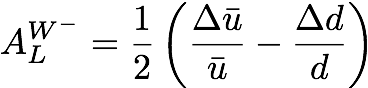 $A_L^{W^-} = \frac{1}{2} \left( \frac{\Delta \bar{u}}{\bar{u}} - \frac{\Delta d}{d} \right)$